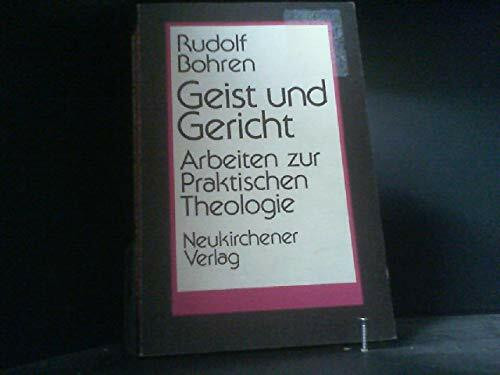 Rudolf
Bohren
Geist und
Gericht
Arbeiten zur
Praktischen
Theologie
Neukirchener
Verlag